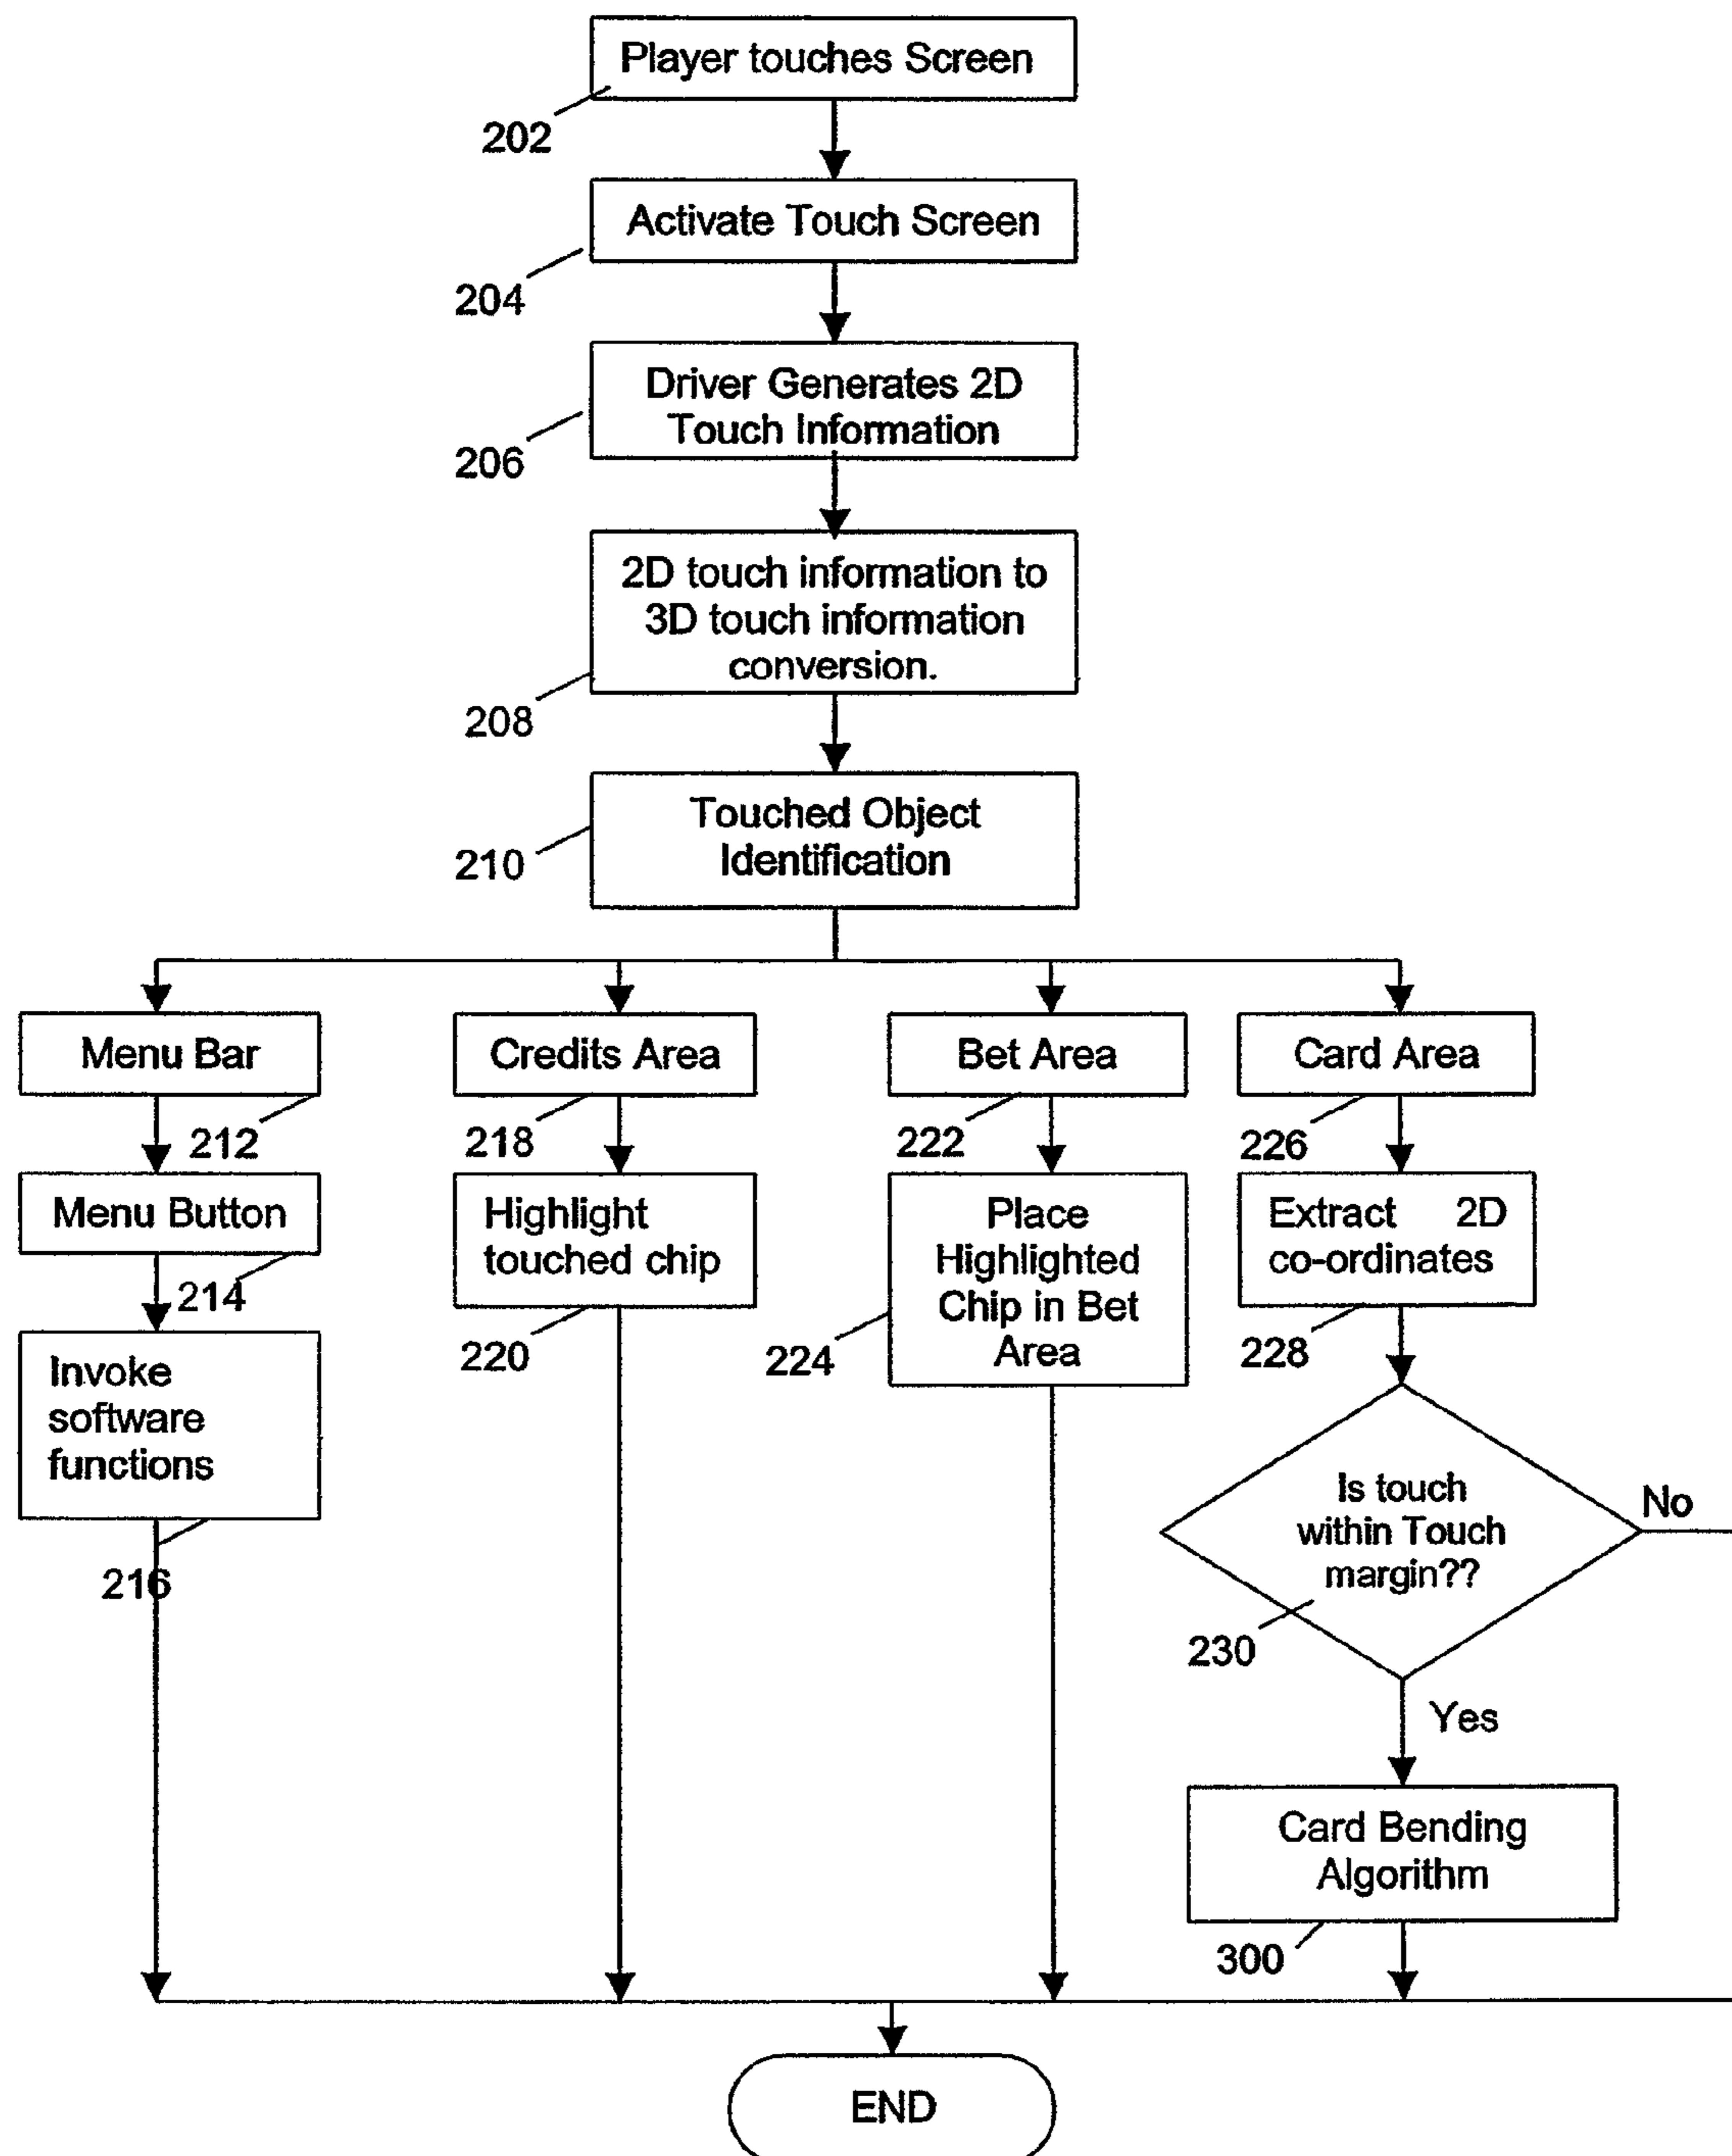 Player touches Screen
202
Activate Touch Screen
204
Driver Generates 2D
Touch Information
206
2D touch information to
3D touch information
conversion.
208
Touched Object
Identification
210
Menu Bar
212
Menu Button
214
Invoke
software
functions
216
Credits Area
218
Highlight
touched chip
220
Bet Area
222
Place
Highlighted
Chip in Bet
Area
224
Card Area
226
Extract 2D
co-ordinates
228
Is touch
within Touch
margin??
230
No
Yes
Card Bending
Algorithm
300
END